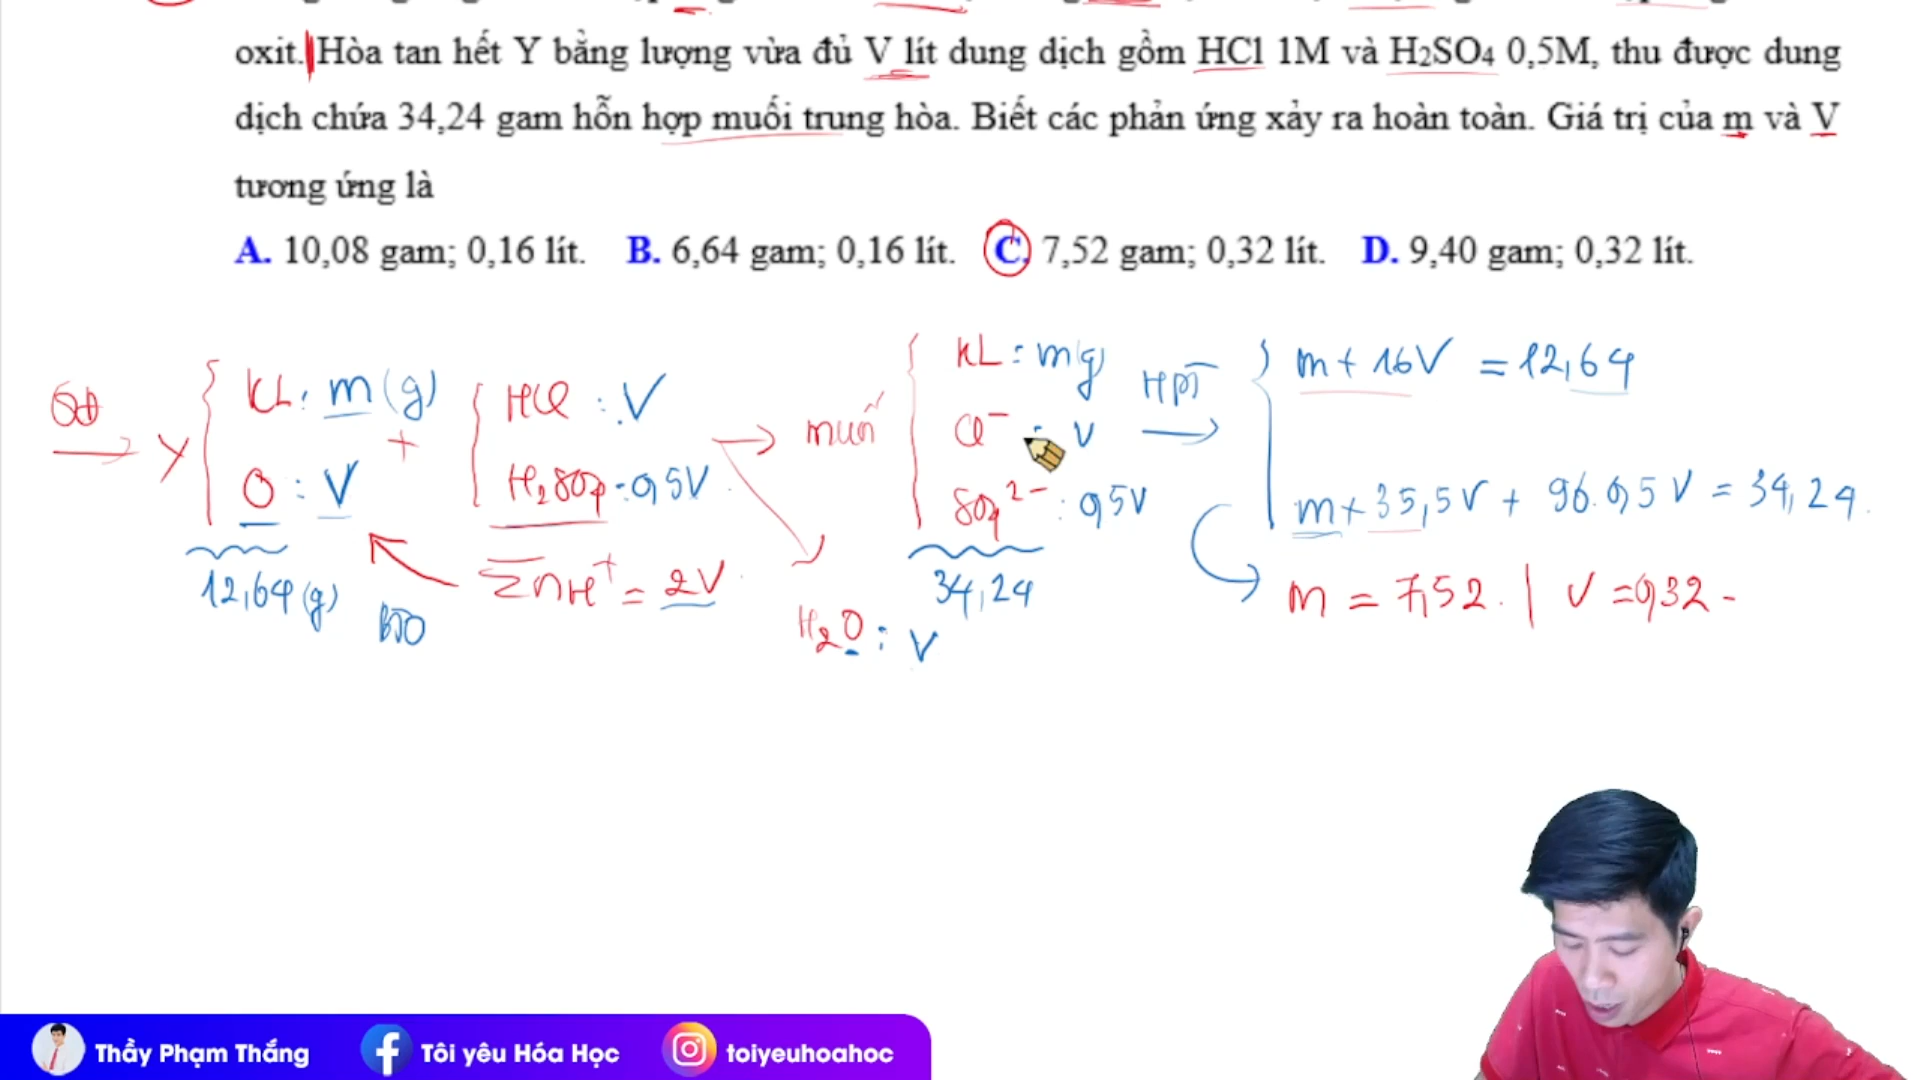 oxit. Hòa tan hết Y bằng lượng vừa đủ V lít dung dịch gồm HCl 1M và H₂SO₄ 0,5M, thu được dung
dịch chứa 34,24 gam hỗn hợp muối trung hòa. Biết các phản ứng xảy ra hoàn toàn. Giá trị của m và V
tương ứng là
A. 10,08 gam; 0,16 lít. B. 6,64 gam; 0,16 lít. C. 7,52 gam; 0,32 lít. D. 9,40 gam; 0,32 lít.
SĐ → Y { KL: m (g)
O : V
12,64 (g)
+ { HCl : V
H₂SO₄ : 0,5V
Σn H⁺ = 2V
BTO
→ muối { KL : m(g)
Cl⁻ : V
SO₄²⁻ : 0,5V
34,24
H₂O : V
HPT → { m + 16V = 12,64
m + 35,5V + 96.0,5V = 34,24.
m = 7,52. | V = 0,32
Thầy Phạm Thắng
Tôi yêu Hóa Học
toiyeuhoahoc